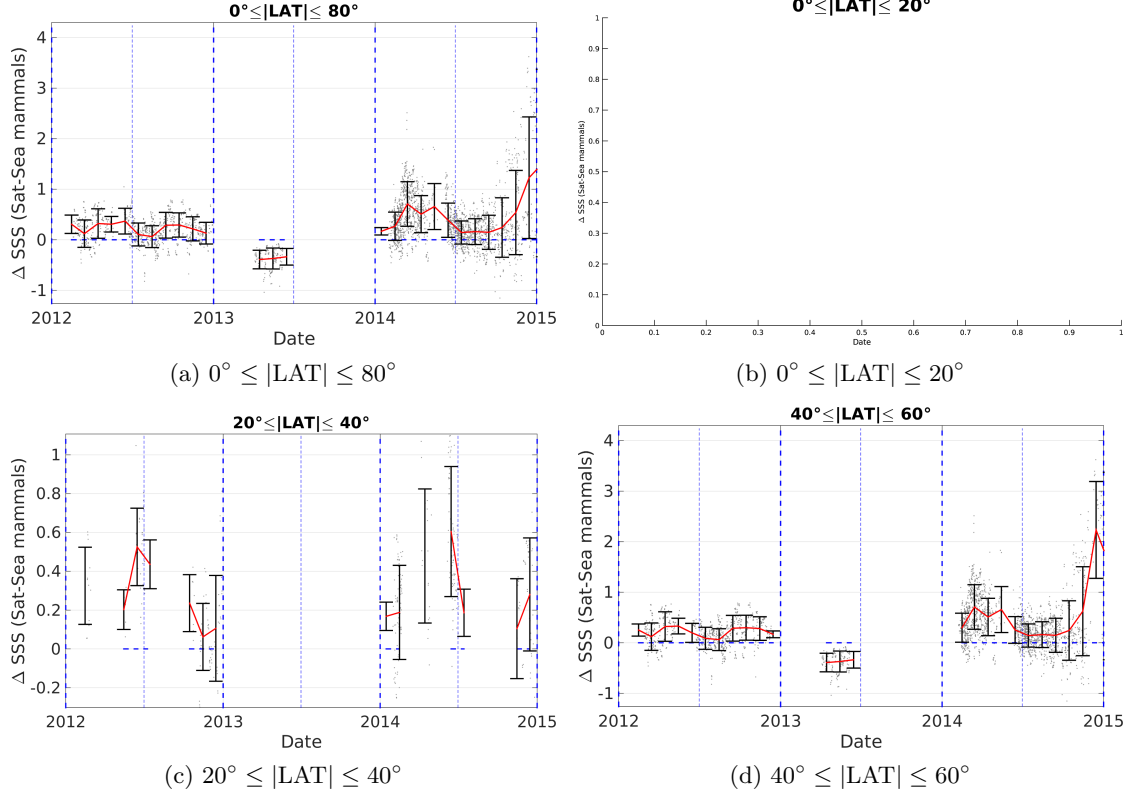 0°≤|LAT|≤ 80°
Δ SSS (Sat-Sea mammals)
4
3
2
1
0
-1
2012 2013 2014 2015
Date
(a) 0° ≤ |LAT| ≤ 80°
0°≤|LAT|≤ 20°
Δ SSS (Sat-Sea mammals)
1
0.9
0.8
0.7
0.6
0.5
0.4
0.3
0.2
0.1
0
0 0.1 0.2 0.3 0.4 0.5 0.6 0.7 0.8 0.9 1
Date
(b) 0° ≤ |LAT| ≤ 20°
20°≤|LAT|≤ 40°
Δ SSS (Sat-Sea mammals)
1
0.8
0.6
0.4
0.2
0
-0.2
2012 2013 2014 2015
Date
(c) 20° ≤ |LAT| ≤ 40°
40°≤|LAT|≤ 60°
Δ SSS (Sat-Sea mammals)
4
3
2
1
0
-1
2012 2013 2014 2015
Date
(d) 40° ≤ |LAT| ≤ 60°